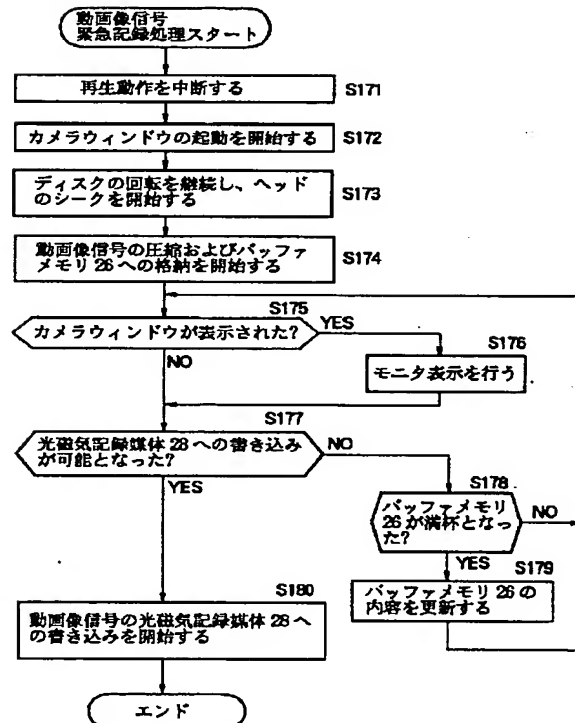 動画像信号
緊急記録処理スタート
再生動作を中断する
S171
カメラウィンドウの起動を開始する
S172
ディスクの回転を継続し、ヘッド
のシークを開始する
S173
動画像信号の圧縮およびバッファ
メモリ26への格納を開始する
S174
S175
カメラウィンドウが表示された?
YES
NO
S176
モニタ表示を行う
S177
光磁気記録媒体28への書き込み
が可能となった?
NO
YES
S178
バッファメモリ
26が満杯となっ
た?
NO
YES
S179
バッファメモリ26の
内容を更新する
S180
動画像信号の光磁気記録媒体28へ
の書き込みを開始する
エンド